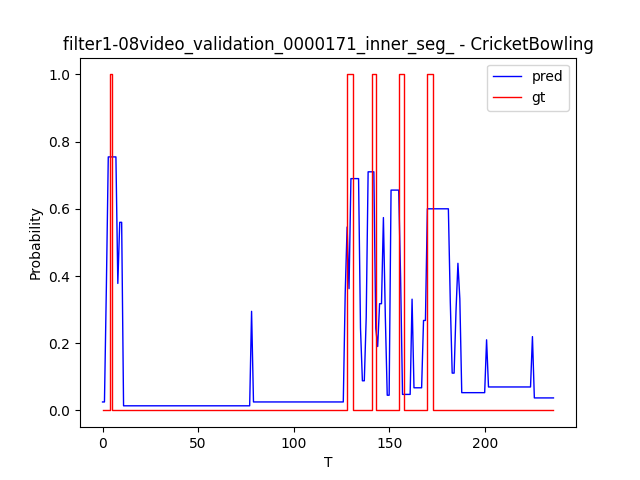 filter1-08video_validation_0000171_inner_seg_ - CricketBowling
pred
gt
1.0
0.8
0.6
0.4
0.2
0.0
Probability
0
50
100
150
200
T